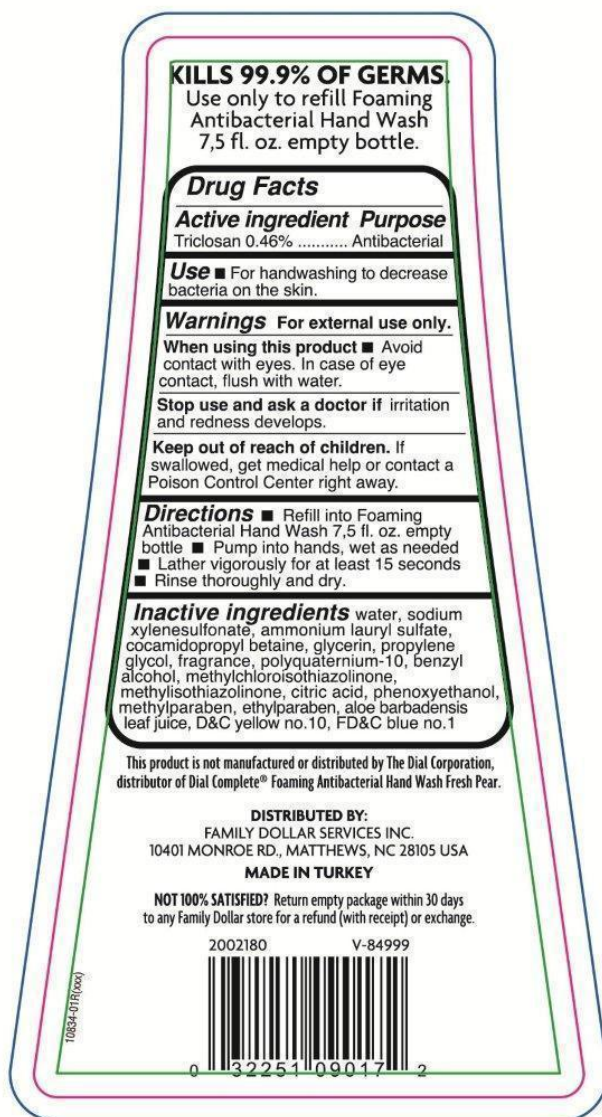 KILLS 99.9% OF GERMS.
Use only to refill Foaming
Antibacterial Hand Wash
7,5 fl. oz. empty bottle.
Drug Facts
Active ingredient Purpose
Triclosan 0.46% ........... Antibacterial
Use ■ For handwashing to decrease
bacteria on the skin.
Warnings For external use only.
When using this product ■ Avoid
contact with eyes. In case of eye
contact, flush with water.
Stop use and ask a doctor if irritation
and redness develops.
Keep out of reach of children. If
swallowed, get medical help or contact a
Poison Control Center right away.
Directions ■ Refill into Foaming
Antibacterial Hand Wash 7,5 fl. oz. empty
bottle ■ Pump into hands, wet as needed
■ Lather vigorously for at least 15 seconds
■ Rinse thoroughly and dry.
Inactive ingredients water, sodium
xylenesulfonate, ammonium lauryl sulfate,
cocamidopropyl betaine, glycerin, propylene
glycol, fragrance, polyquaternium-10, benzyl
alcohol, methylchloroisothiazolinone,
methylisothiazolinone, citric acid, phenoxyethanol,
methylparaben, ethylparaben, aloe barbadensis
leaf juice, D&C yellow no.10, FD&C blue no.1
This product is not manufactured or distributed by The Dial Corporation,
distributor of Dial Complete® Foaming Antibacterial Hand Wash Fresh Pear.
DISTRIBUTED BY:
FAMILY DOLLAR SERVICES INC.
10401 MONROE RD., MATTHEWS, NC 28105 USA
MADE IN TURKEY
NOT 100% SATISFIED? Return empty package within 30 days
to any Family Dollar store for a refund (with receipt) or exchange.
2002180 V-84999
10834-01R(xxx)
0 32251 09017 2